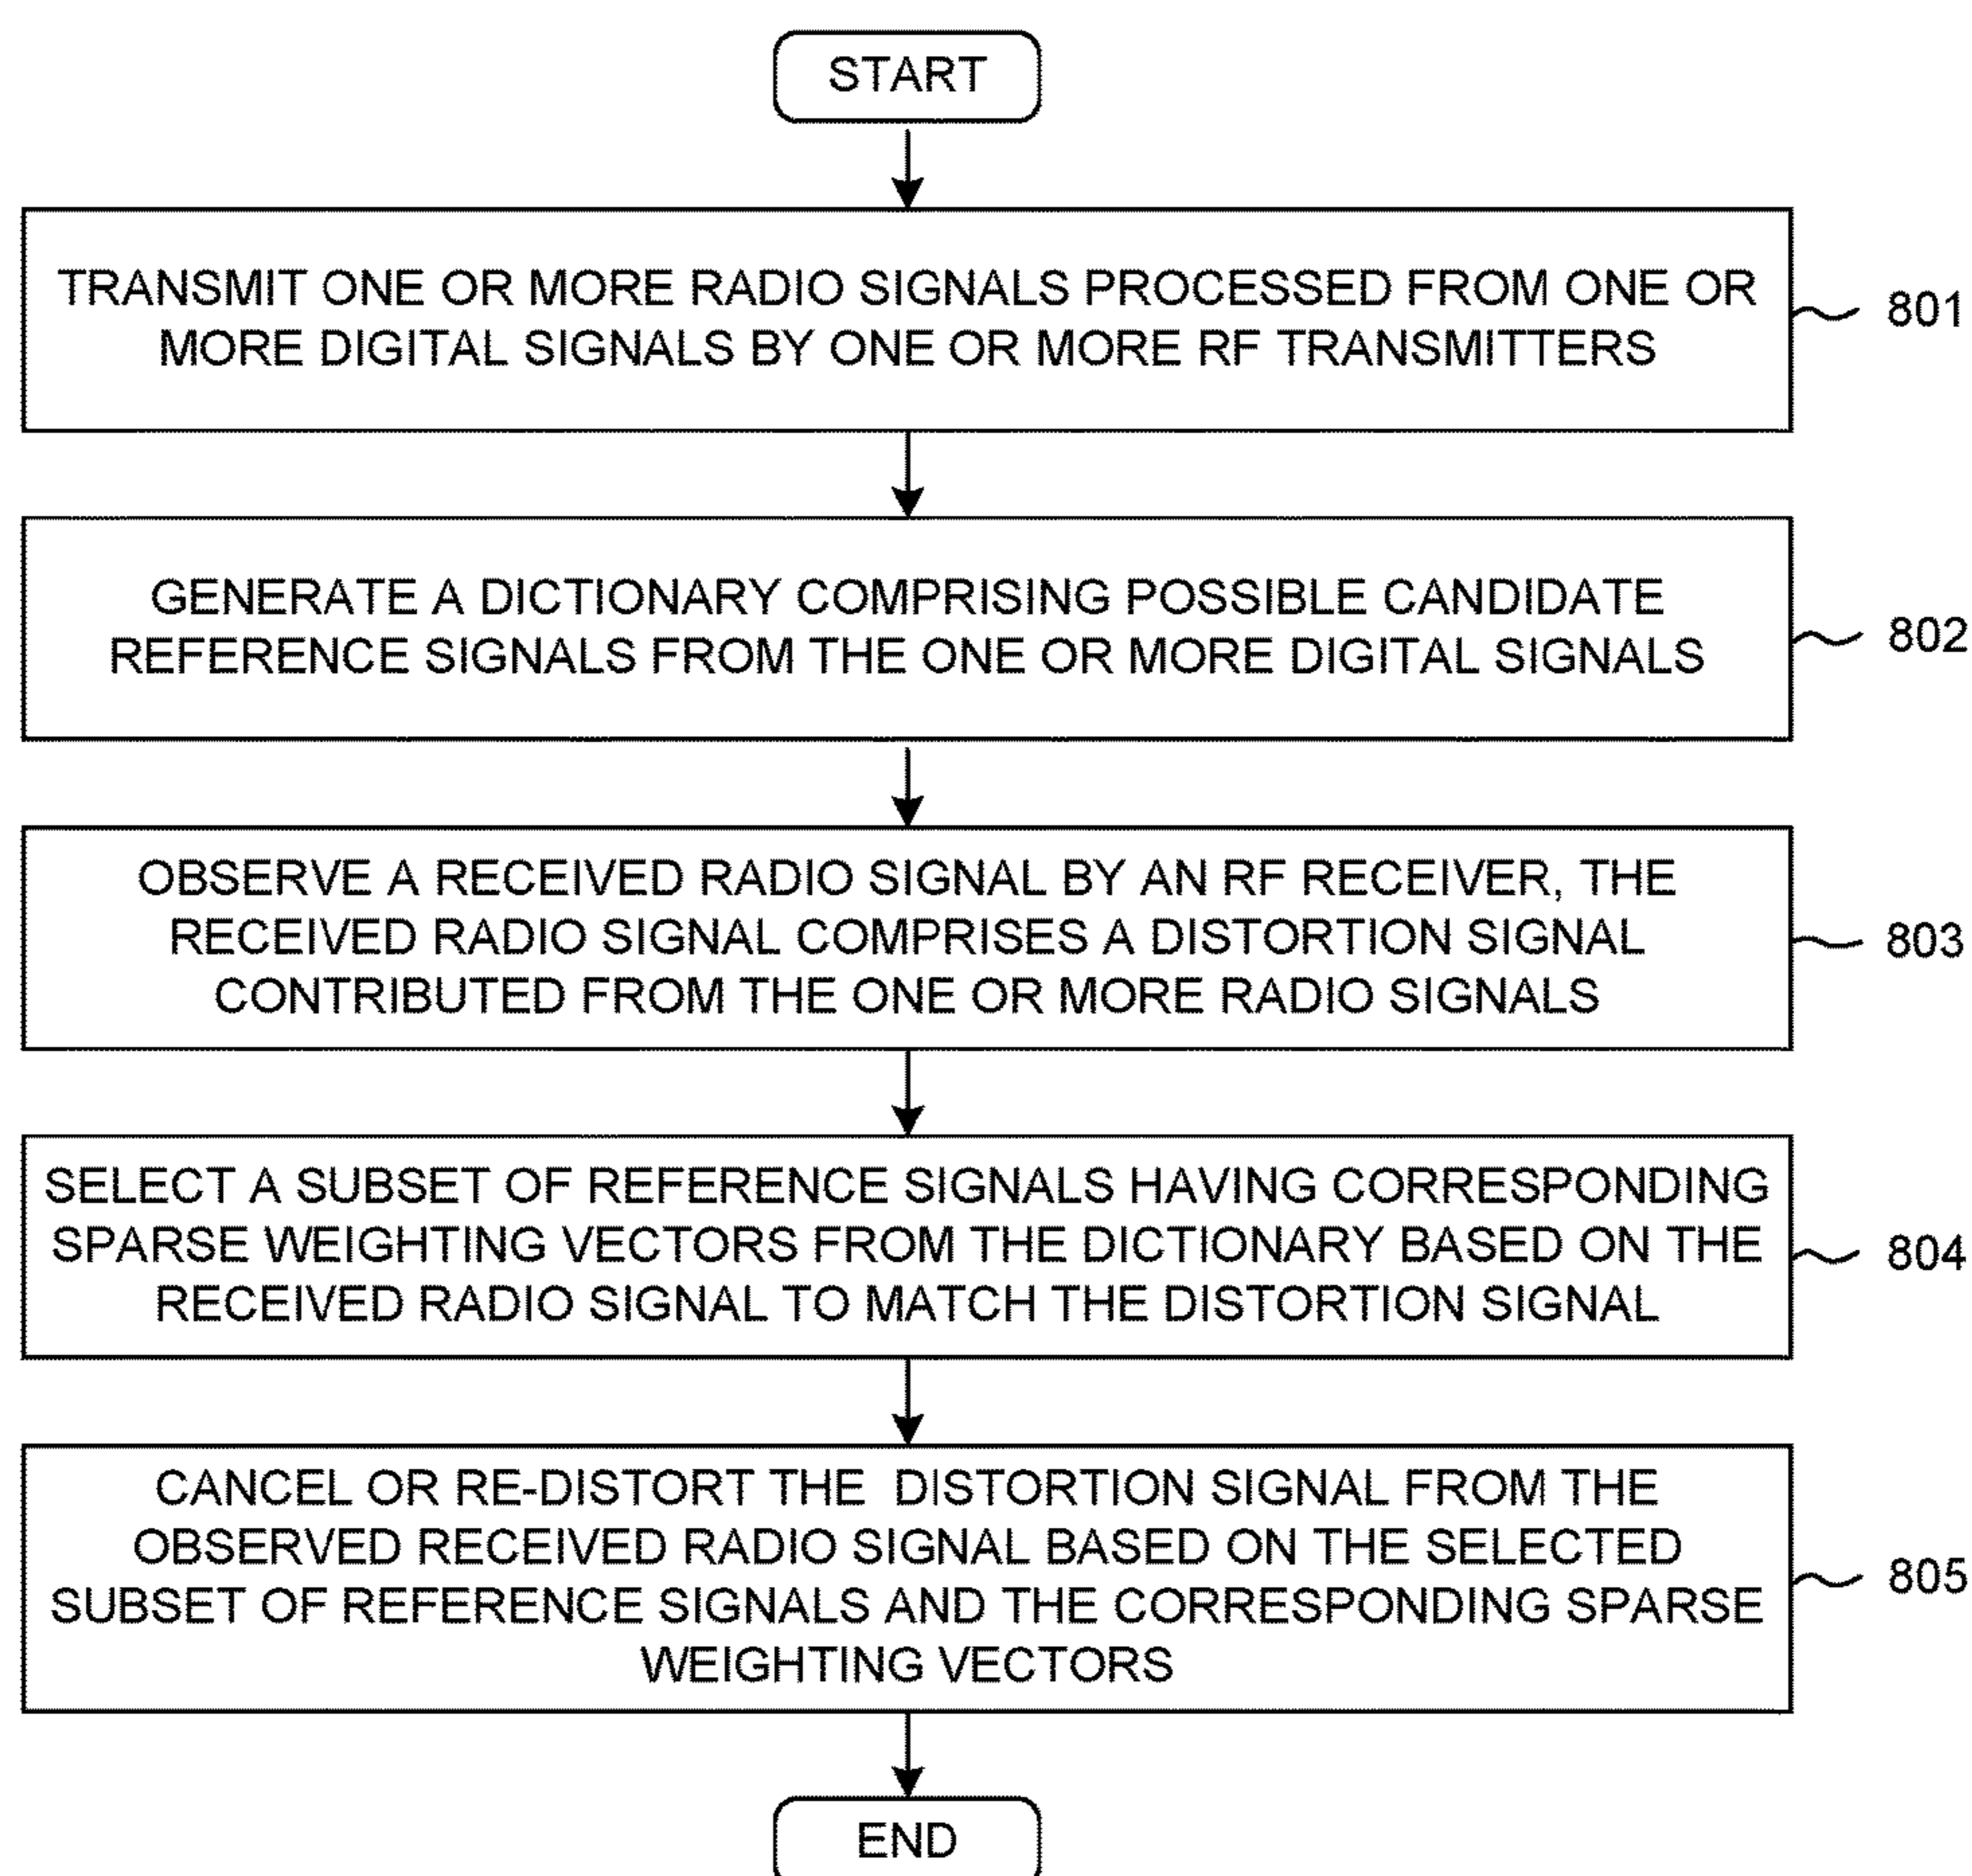 START
TRANSMIT ONE OR MORE RADIO SIGNALS PROCESSED FROM ONE OR
MORE DIGITAL SIGNALS BY ONE OR MORE RF TRANSMITTERS
801
GENERATE A DICTIONARY COMPRISING POSSIBLE CANDIDATE
REFERENCE SIGNALS FROM THE ONE OR MORE DIGITAL SIGNALS
802
OBSERVE A RECEIVED RADIO SIGNAL BY AN RF RECEIVER, THE
RECEIVED RADIO SIGNAL COMPRISES A DISTORTION SIGNAL
CONTRIBUTED FROM THE ONE OR MORE RADIO SIGNALS
803
SELECT A SUBSET OF REFERENCE SIGNALS HAVING CORRESPONDING
SPARSE WEIGHTING VECTORS FROM THE DICTIONARY BASED ON THE
RECEIVED RADIO SIGNAL TO MATCH THE DISTORTION SIGNAL
804
CANCEL OR RE-DISTORT THE DISTORTION SIGNAL FROM THE
OBSERVED RECEIVED RADIO SIGNAL BASED ON THE SELECTED
SUBSET OF REFERENCE SIGNALS AND THE CORRESPONDING SPARSE
WEIGHTING VECTORS
805
END